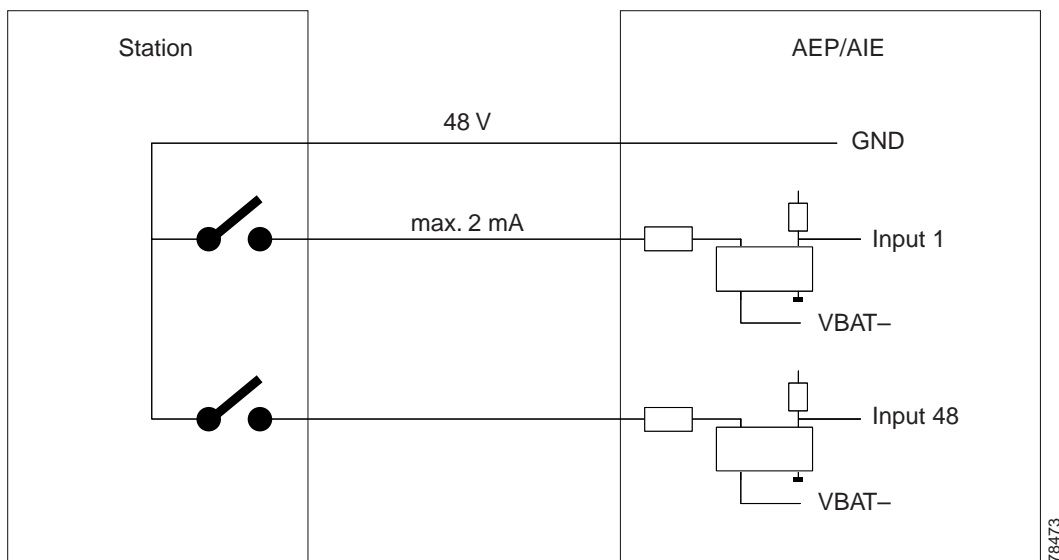 Station
AEP/AIE
48 V
GND
max. 2 mA
Input 1
VBAT–
Input 48
VBAT–
78473